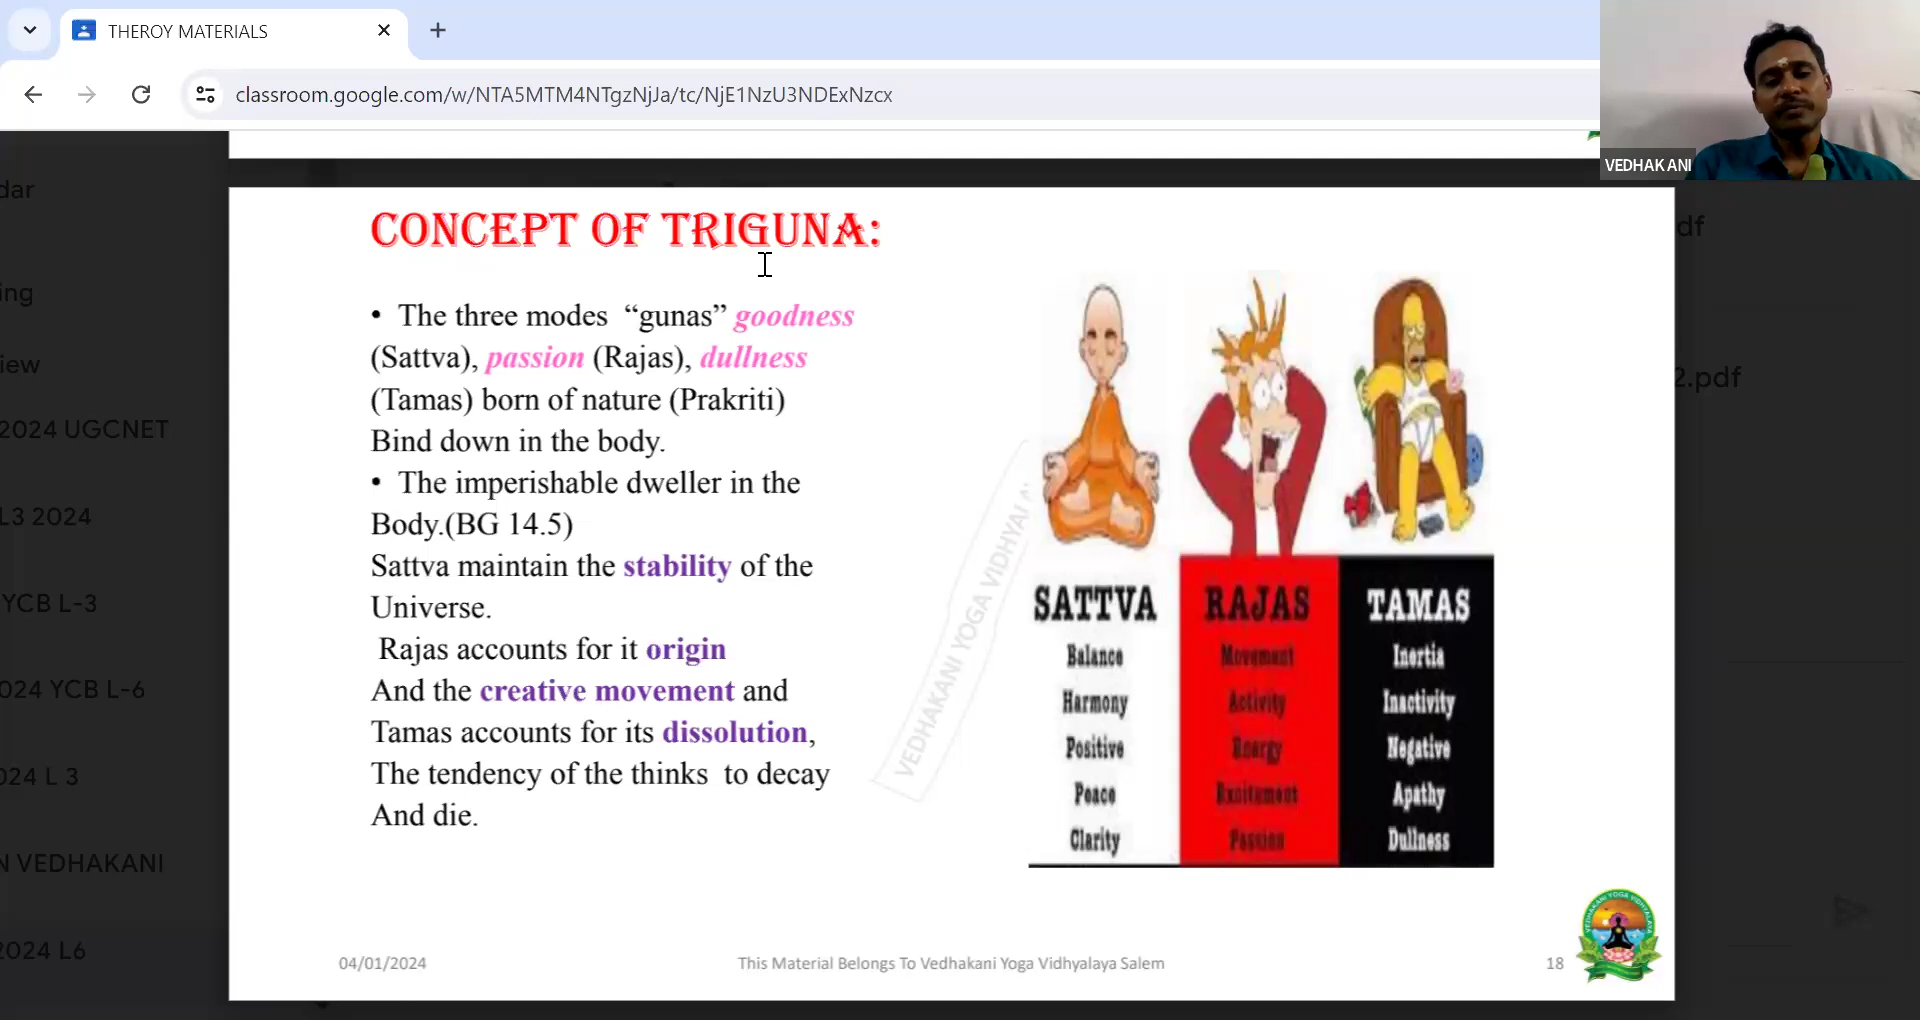 THEROY MATERIALS
classroom.google.com/w/NTA5MTM4NTgzNjJa/tc/NjE1NzU3NDExNzcx
VEDHAKANI
dar
ing
iew
2024 UGCNET
L3 2024
YCB L-3
024 YCB L-6
024 L 3
N VEDHAKANI
2024 L6
df
2.pdf
CONCEPT OF TRIGUNA:
• The three modes “gunas” goodness
(Sattva), passion (Rajas), dullness
(Tamas) born of nature (Prakriti)
Bind down in the body.
• The imperishable dweller in the
Body.(BG 14.5)
Sattva maintain the stability of the
Universe.
Rajas accounts for it origin
And the creative movement and
Tamas accounts for its dissolution,
The tendency of the thinks to decay
And die.
VEDHAKANI YOGA VIDHYAL
SATTVA
Balance
Harmony
Positive
Peace
Clarity
RAJAS
Movement
Activity
Energy
Excitement
Passion
TAMAS
Inertia
Inactivity
Negative
Apathy
Dullness
VEDHAKANI YOGA VIDHYALAYA
04/01/2024
This Material Belongs To Vedhakani Yoga Vidhyalaya Salem
18